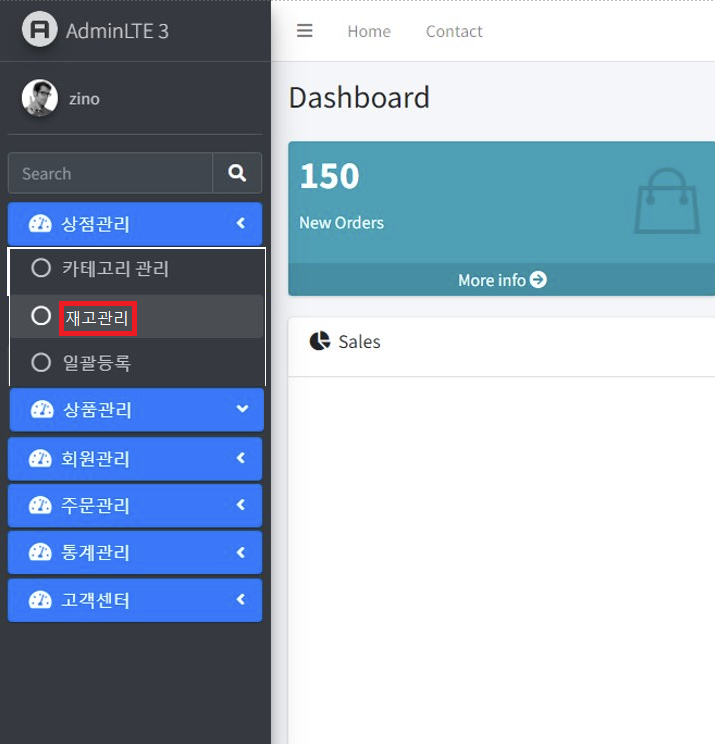 AdminLTE 3
zino
Search
상점관리
카테고리 관리
재고관리
일괄등록
상품관리
회원관리
주문관리
통계관리
고객센터
Home
Contact
Dashboard
150
New Orders
More info
Sales